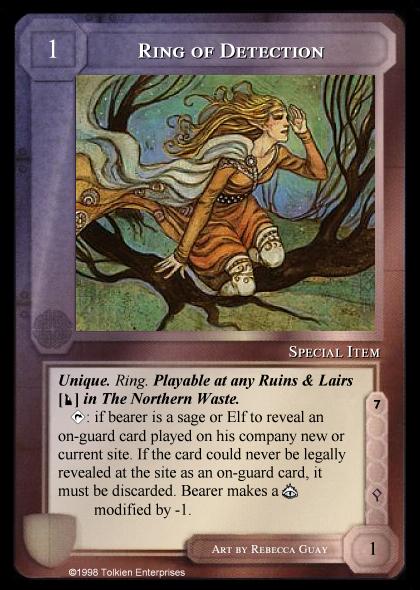 1
RING OF DETECTION
SPECIAL ITEM
Unique. Ring. Playable at any Ruins & Lairs
[] in The Northern Waste.
: if bearer is a sage or Elf to reveal an
on-guard card played on his company new or
current site. If the card could never be legally
revealed at the site as an on-guard card, it
must be discarded. Bearer makes a
modified by -1.
7
ART BY REBECCA GUAY
1
©1998 Tolkien Enterprises